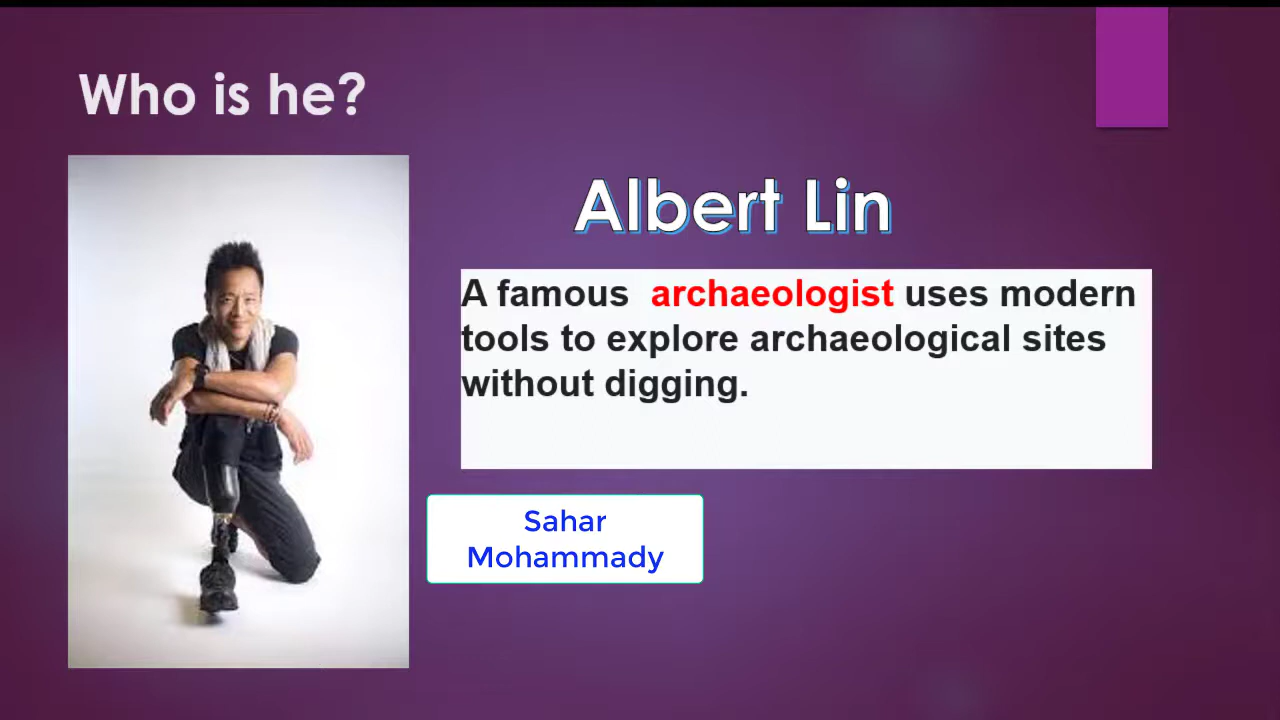 Who is he?
Albert Lin
A famous archaeologist uses modern
tools to explore archaeological sites
without digging.
Sahar
Mohammady